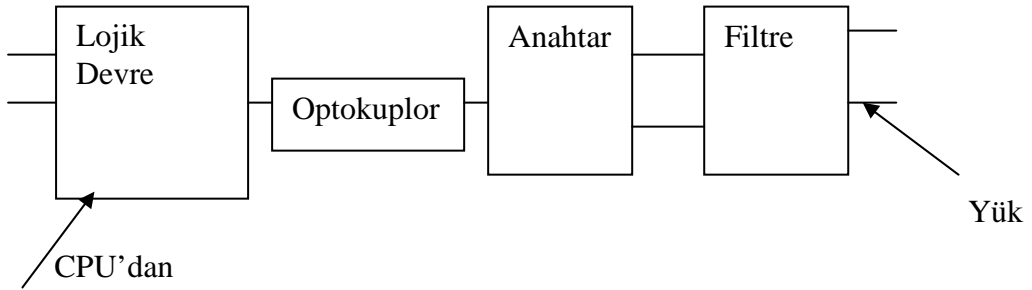 Lojik
Devre
Optokuplor
Anahtar
Filtre
Yük
CPU’dan